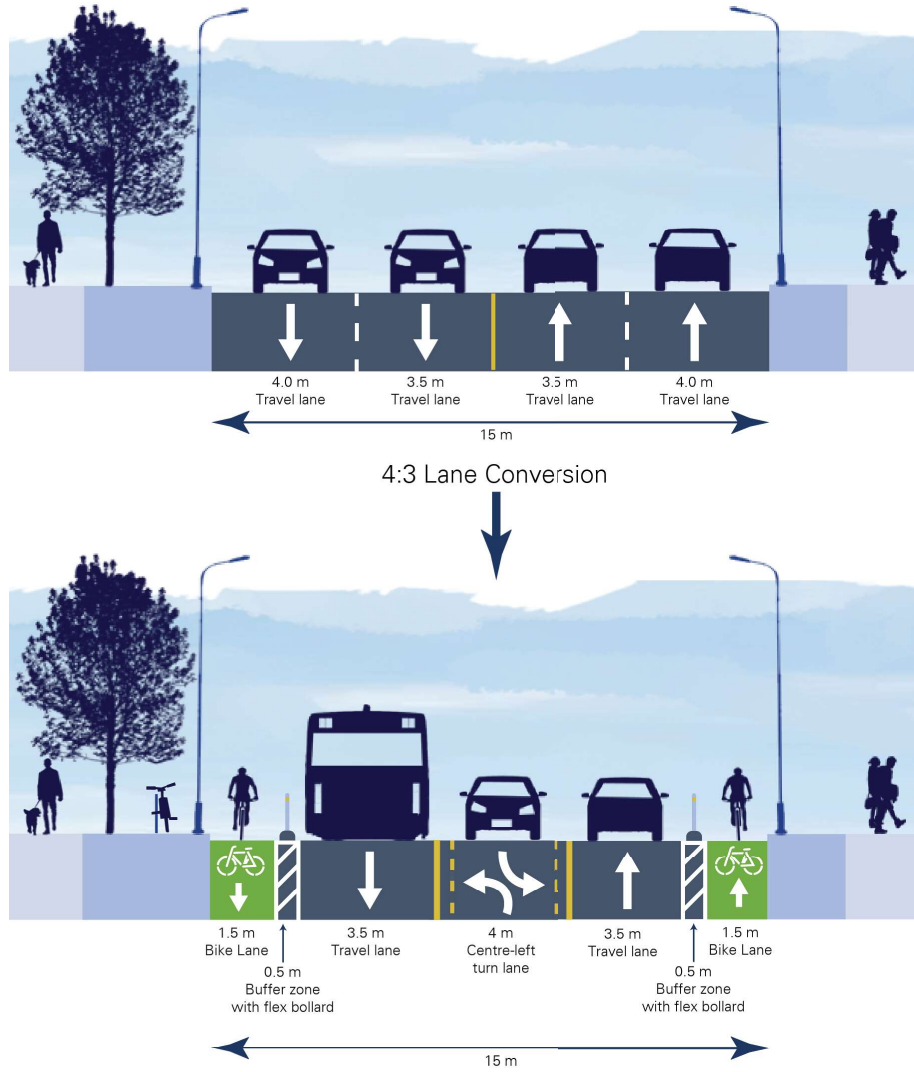 4.0 m
Travel lane
3.5 m
Travel lane
3.5 m
Travel lane
4.0 m
Travel lane
15 m
4:3 Lane Conversion
1.5 m
Bike Lane
0.5 m
Buffer zone
with flex bollard
3.5 m
Travel lane
4 m
Centre-left
turn lane
3.5 m
Travel lane
0.5 m
Buffer zone
with flex bollard
1.5 m
Bike Lane
15 m